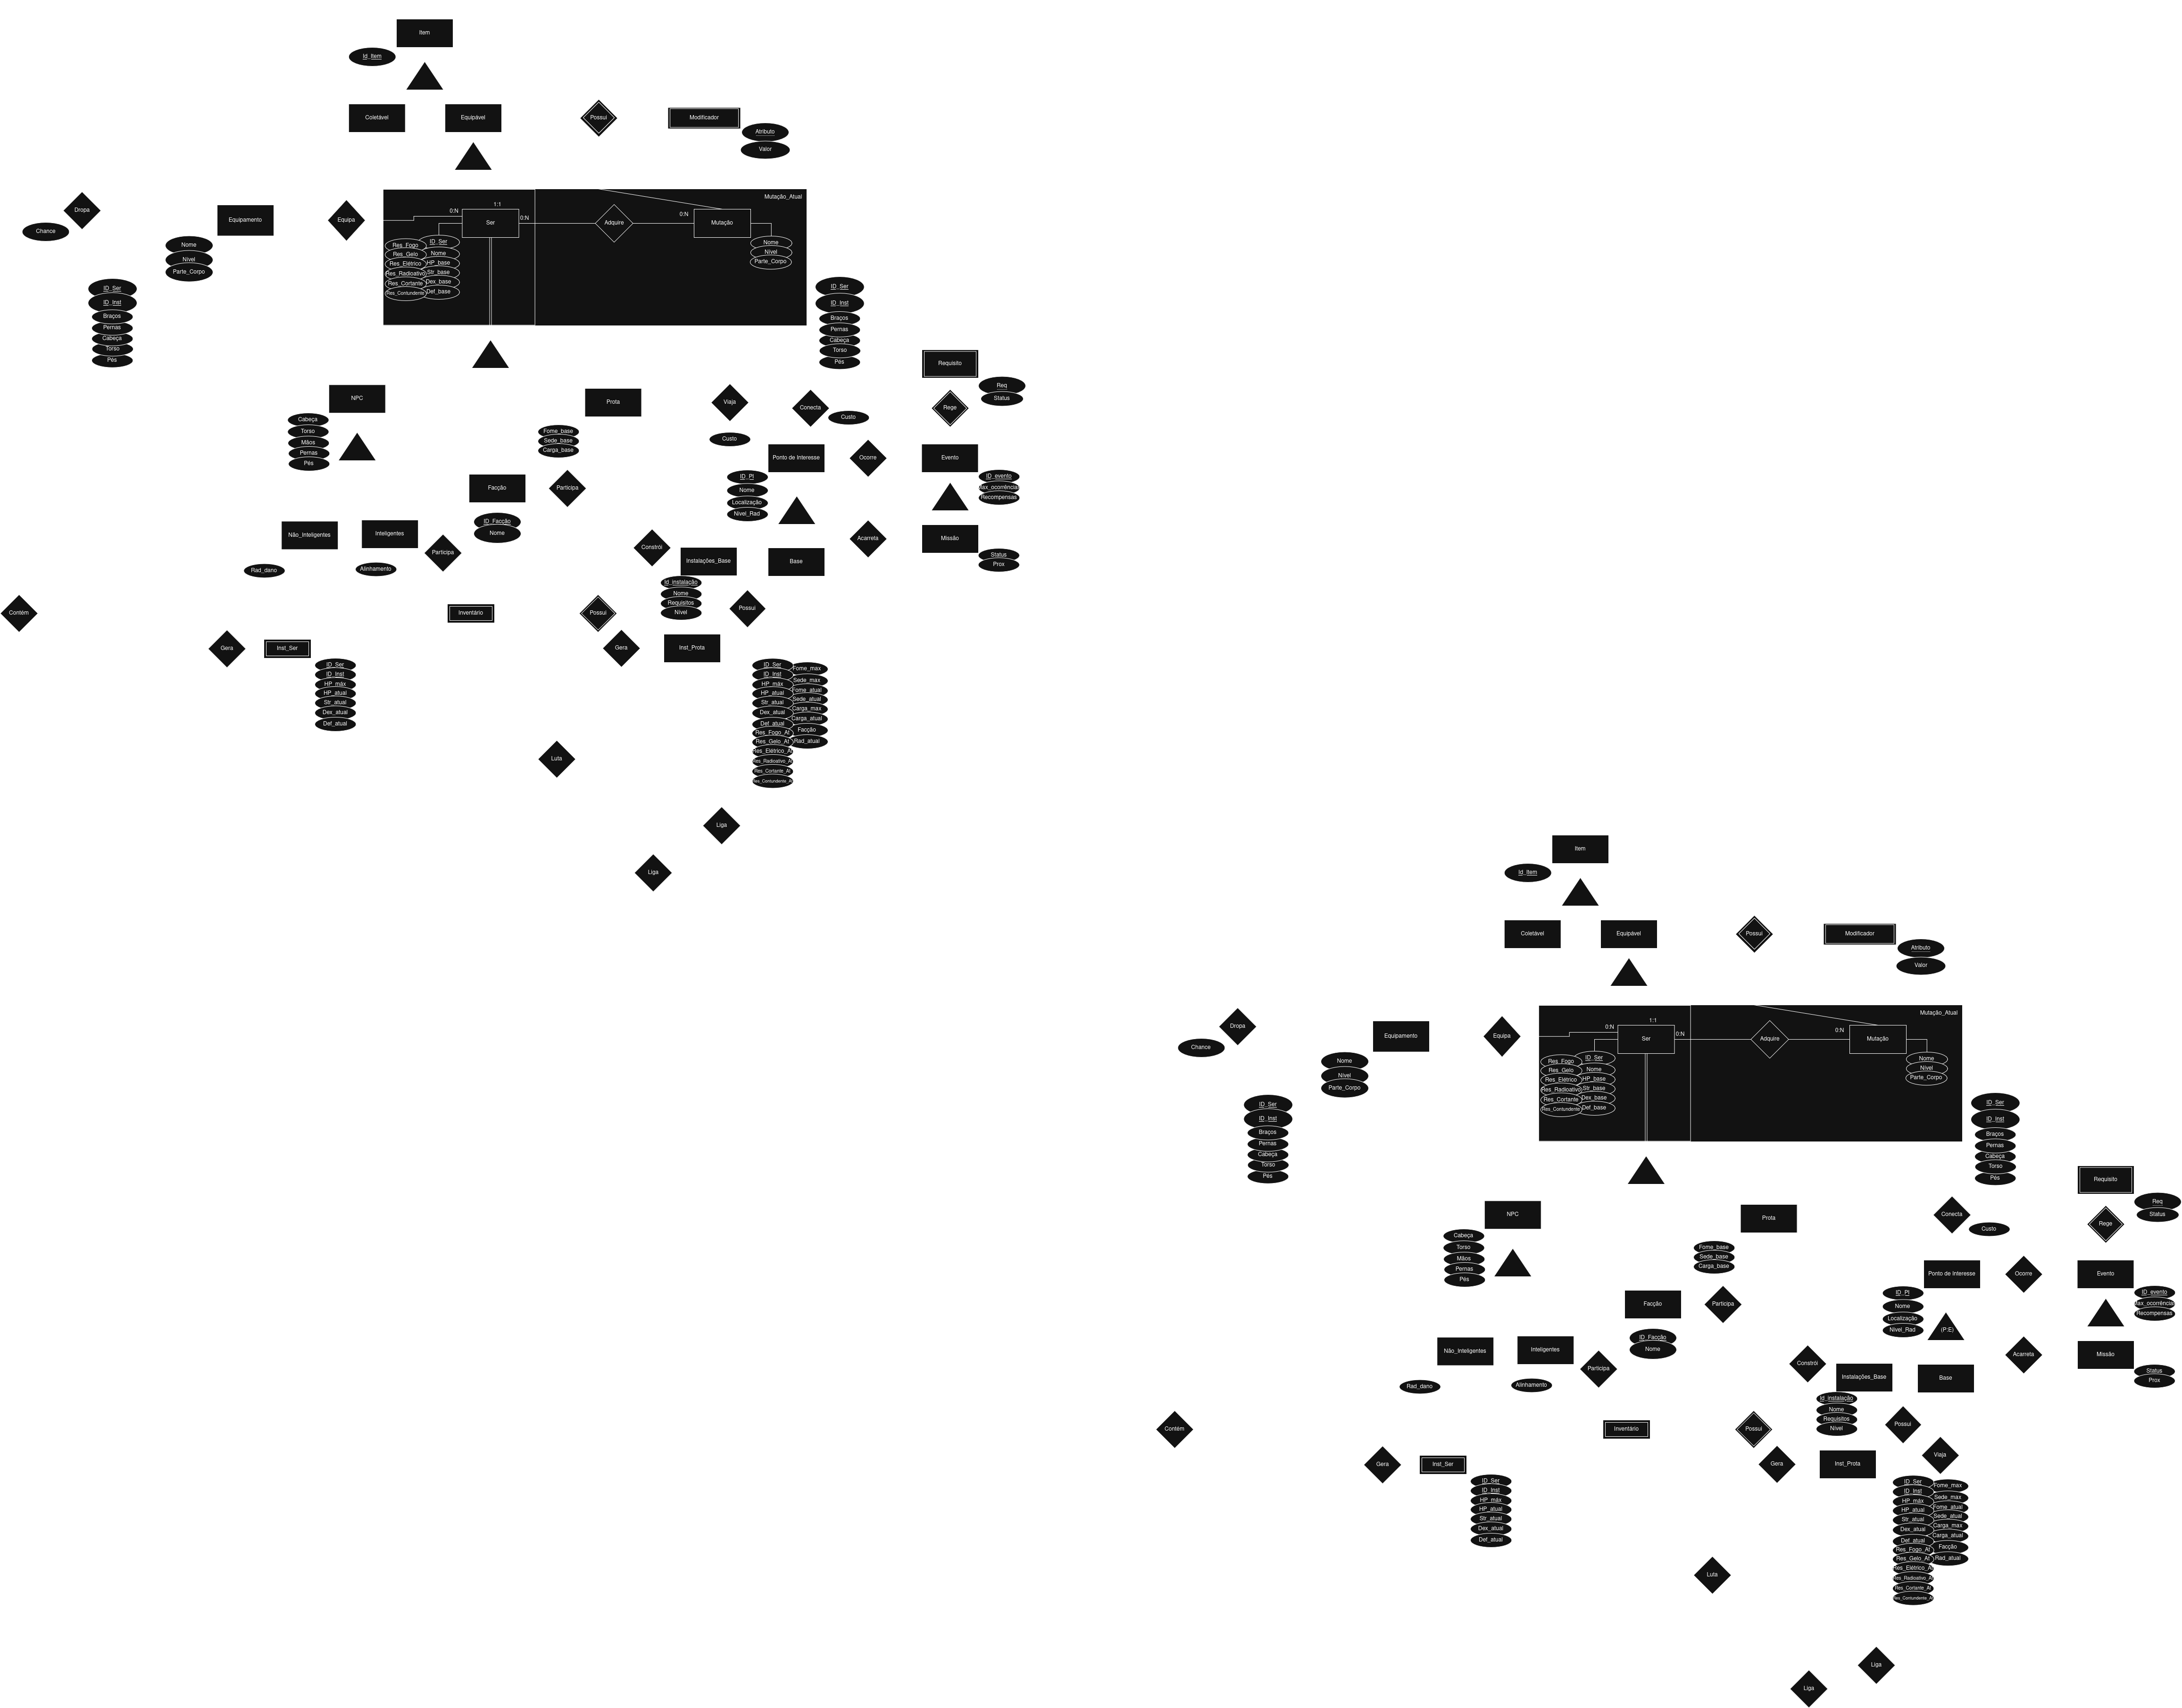 Item
Id_Item
Coletável
Equipável
Possui
Modificador
Atributo
Valor
Mutação_Atual
Dropa
Chance
Equipamento
Nome
Nível
Parte_Corpo
Equipa
0:N
1:1
Ser
0:N
Adquire
0:N
Mutação
Nome
Nível
Parte_Corpo
Res_Fogo
Res_Gelo
Res_Elétrico
Res_Radioativo
Res_Cortante
Res_Contundente
ID_Ser
Nome
HP_base
Str_base
Dex_base
Def_base
ID_Ser
ID_Inst
Braços
Pernas
Cabeça
Torso
Pés
ID_Ser
ID_Inst
Braços
Pernas
Cabeça
Torso
Pés
Requisito
Req
Status
Rege
NPC
Cabeça
Torso
Mãos
Pernas
Pés
Prota
Fome_base
Sede_base
Carga_base
Viaja
Custo
Conecta
Custo
Ponto de Interesse
ID_PI
Nome
Localização
Nível_Rad
Ocorre
Evento
ID_evento
Recompensas
Facção
ID_Facção
Nome
Participa
Não_Inteligentes
Rad_dano
Inteligentes
Alinhamento
Participa
Constrói
Instalações_Base
Id_instalação
Nome
Requisitos
Nível
Base
Possui
Acarreta
Missão
Status
Prox
Contém
Inventário
Possui
Gera
Inst_Ser
ID_Ser
ID_Inst
HP_máx
HP_atual
Str_atual
Dex_atual
Def_atual
Gera
Inst_Prota
ID_Ser
ID_Inst
HP_máx
HP_atual
Str_atual
Dex_atual
Def_atual
Res_Fogo_At
Res_Gelo_At
Fome_max
Sede_max
Fome_atual
Sede_atual
Carga_max
Carga_atual
Facção
Rad_atual
Luta
Liga
Liga
Item
Id_Item
Coletável
Equipável
Possui
Modificador
Atributo
Valor
Mutação_Atual
Dropa
Chance
Equipamento
Nome
Nível
Parte_Corpo
Equipa
0:N
1:1
Ser
0:N
Adquire
0:N
Mutação
Nome
Nível
Parte_Corpo
Res_Fogo
Res_Gelo
Res_Elétrico
Res_Radioativo
Res_Cortante
Res_Contundente
ID_Ser
Nome
HP_base
Str_base
Dex_base
Def_base
ID_Ser
ID_Inst
Braços
Pernas
Cabeça
Torso
Pés
ID_Ser
ID_Inst
Braços
Pernas
Cabeça
Torso
Pés
Requisito
Req
Status
Rege
NPC
Cabeça
Torso
Mãos
Pernas
Pés
Prota
Fome_base
Sede_base
Carga_base
Conecta
Custo
Ponto de Interesse
ID_PI
Nome
Localização
Nível_Rad
(P:E)
Ocorre
Evento
ID_evento
Recompensas
Facção
ID_Facção
Nome
Participa
Não_Inteligentes
Rad_dano
Inteligentes
Alinhamento
Participa
Constrói
Instalações_Base
Id_instalação
Nome
Requisitos
Nível
Base
Possui
Acarreta
Missão
Status
Prox
Contém
Inventário
Possui
Viaja
Gera
Inst_Ser
ID_Ser
ID_Inst
HP_máx
HP_atual
Str_atual
Dex_atual
Def_atual
Gera
Inst_Prota
ID_Ser
ID_Inst
HP_máx
HP_atual
Str_atual
Dex_atual
Def_atual
Res_Fogo_At
Res_Gelo_At
Fome_max
Sede_max
Fome_atual
Sede_atual
Carga_max
Carga_atual
Facção
Rad_atual
Luta
Liga
Liga